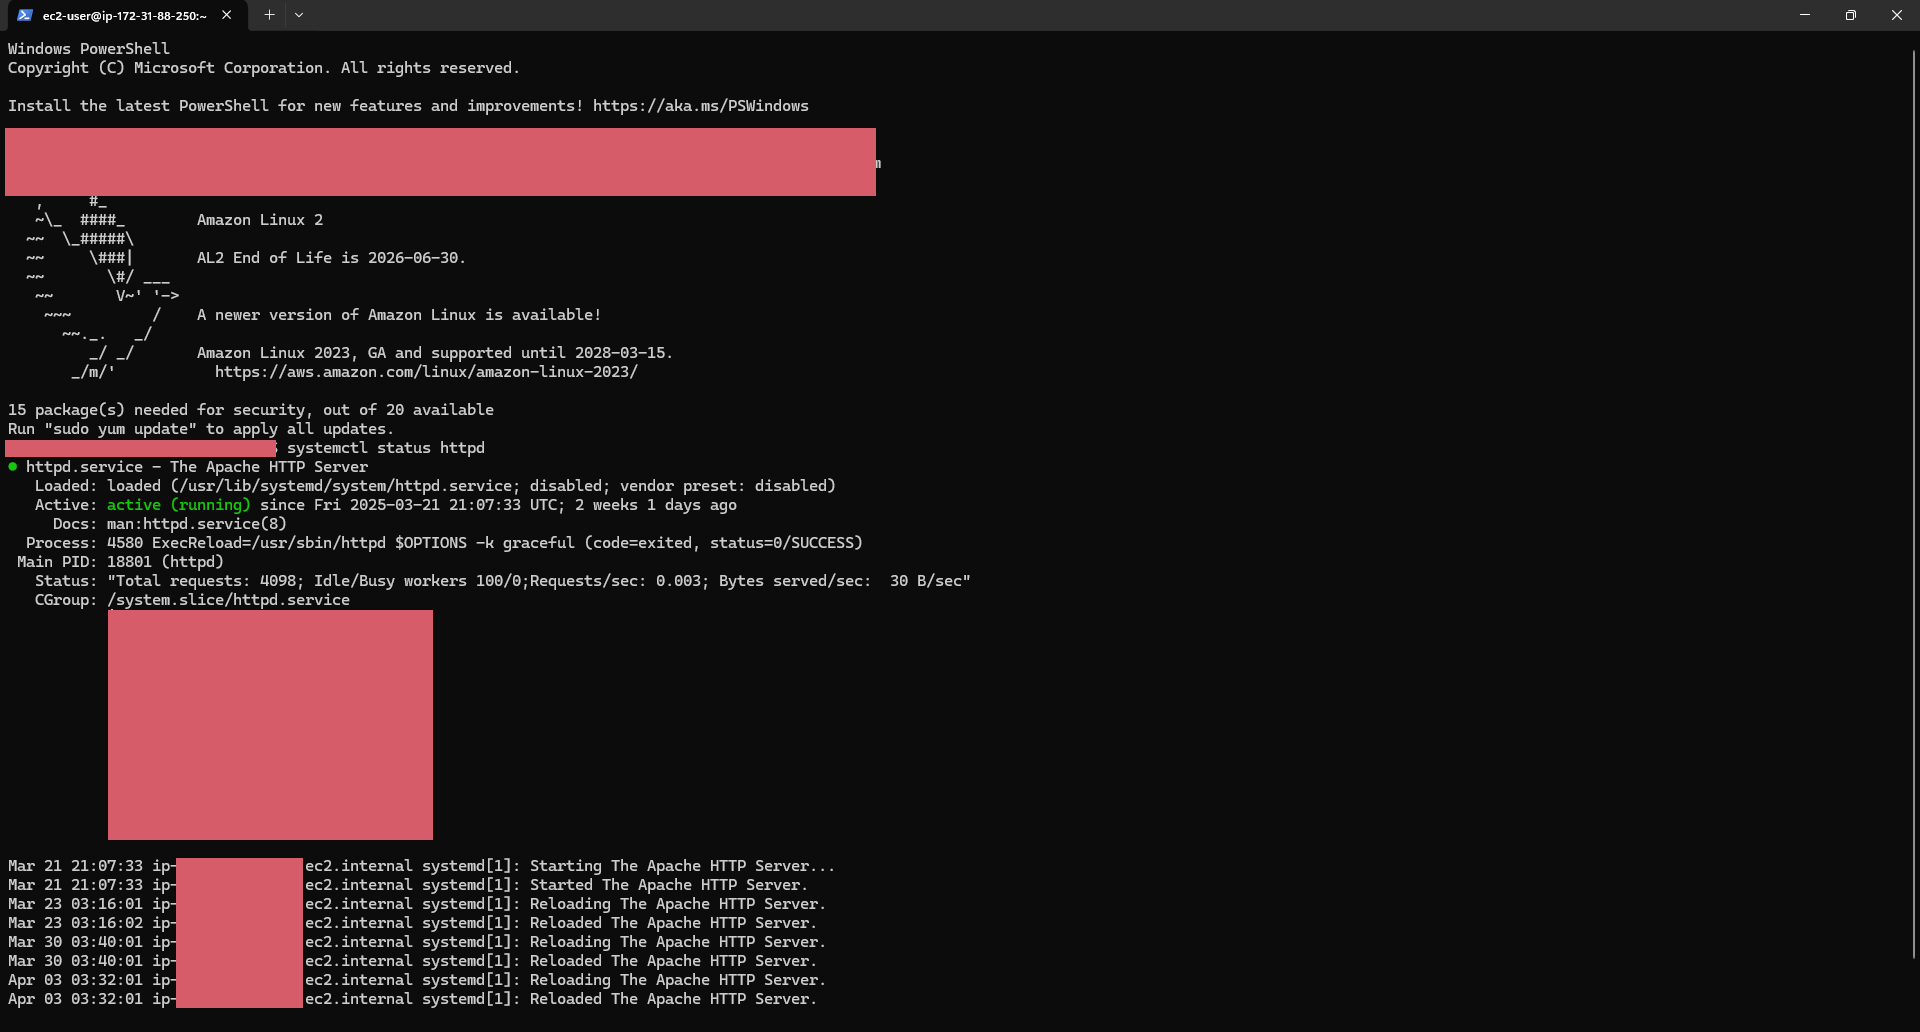 ec2-user@ip-172-31-88-250:~
Windows PowerShell
Copyright (C) Microsoft Corporation. All rights reserved.
Install the latest PowerShell for new features and improvements! https://aka.ms/PSWindows
m
   ,     #_
   ~\_  ####_        Amazon Linux 2
  ~~  \_#####\
  ~~     \###|       AL2 End of Life is 2026-06-30.
  ~~       \#/ ___
   ~~       V~' '->
    ~~~         /    A newer version of Amazon Linux is available!
      ~~._.   _/
         _/ _/       Amazon Linux 2023, GA and supported until 2028-03-15.
       _/m/'           https://aws.amazon.com/linux/amazon-linux-2023/
15 package(s) needed for security, out of 20 available
Run "sudo yum update" to apply all updates.
systemctl status httpd
● httpd.service - The Apache HTTP Server
   Loaded: loaded (/usr/lib/systemd/system/httpd.service; disabled; vendor preset: disabled)
   Active: active (running) since Fri 2025-03-21 21:07:33 UTC; 2 weeks 1 days ago
     Docs: man:httpd.service(8)
  Process: 4580 ExecReload=/usr/sbin/httpd $OPTIONS -k graceful (code=exited, status=0/SUCCESS)
 Main PID: 18801 (httpd)
   Status: "Total requests: 4098; Idle/Busy workers 100/0;Requests/sec: 0.003; Bytes served/sec:  30 B/sec"
   CGroup: /system.slice/httpd.service
Mar 21 21:07:33 ip- ec2.internal systemd[1]: Starting The Apache HTTP Server...
Mar 21 21:07:33 ip- ec2.internal systemd[1]: Started The Apache HTTP Server.
Mar 23 03:16:01 ip- ec2.internal systemd[1]: Reloading The Apache HTTP Server.
Mar 23 03:16:02 ip- ec2.internal systemd[1]: Reloaded The Apache HTTP Server.
Mar 30 03:40:01 ip- ec2.internal systemd[1]: Reloading The Apache HTTP Server.
Mar 30 03:40:01 ip- ec2.internal systemd[1]: Reloaded The Apache HTTP Server.
Apr 03 03:32:01 ip- ec2.internal systemd[1]: Reloading The Apache HTTP Server.
Apr 03 03:32:01 ip- ec2.internal systemd[1]: Reloaded The Apache HTTP Server.